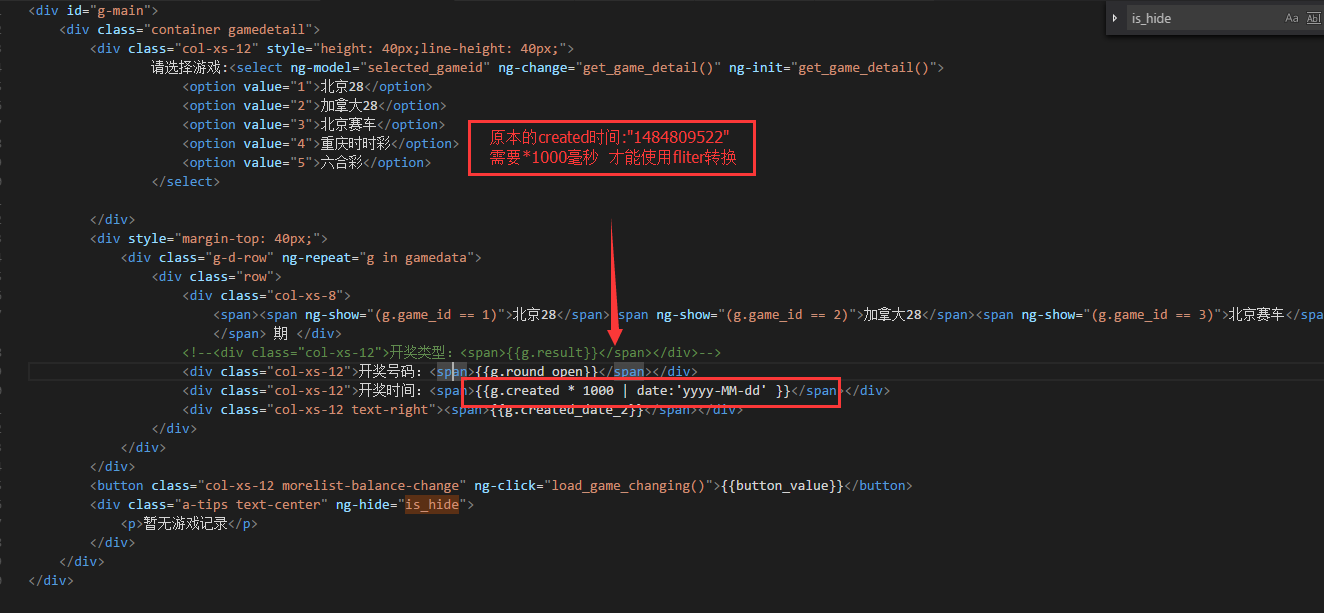 <div id="g-main">
is_hide
Aa
Abl
<div class="container gamedetail">
<div class="col-xs-12" style="height: 40px;line-height: 40px;">
请选择游戏:<select ng-model="selected_gameid" ng-change="get_game_detail()" ng-init="get_game_detail()">
<option value="1">北京28</option>
<option value="2">加拿大28</option>
<option value="3">北京赛车</option>
<option value="4">重庆时时彩</option>
<option value="5">六合彩</option>
</select>
原本的created时间:"1484809522"
需要*1000毫秒 才能使用fliter转换
</div>
<div style="margin-top: 40px;">
<div class="g-d-row" ng-repeat="g in gamedata">
<div class="row">
<div class="col-xs-8">
<span><span ng-show="(g.game_id == 1)">北京28</span><span ng-show="(g.game_id == 2)">加拿大28</span><span ng-show="(g.game_id == 3)">北京赛车</spa
</span> 期 </div>
<!--<div class="col-xs-12">开奖类型: <span>{{g.result}}</span></div>-->
<div class="col-xs-12">开奖号码: <span>{{g.round_open}}</span></div>
<div class="col-xs-12">开奖时间: <span>{{g.created * 1000 | date:'yyyy-MM-dd' }}</span></div>
<div class="col-xs-12 text-right"><span>{{g.created_date_2}}</span></div>
</div>
</div>
</div>
<button class="col-xs-12 morelist-balance-change" ng-click="load_game_changing()">{{button_value}}</button>
<div class="a-tips text-center" ng-hide="is_hide">
<p>暂无游戏记录</p>
</div>
</div>
</div>